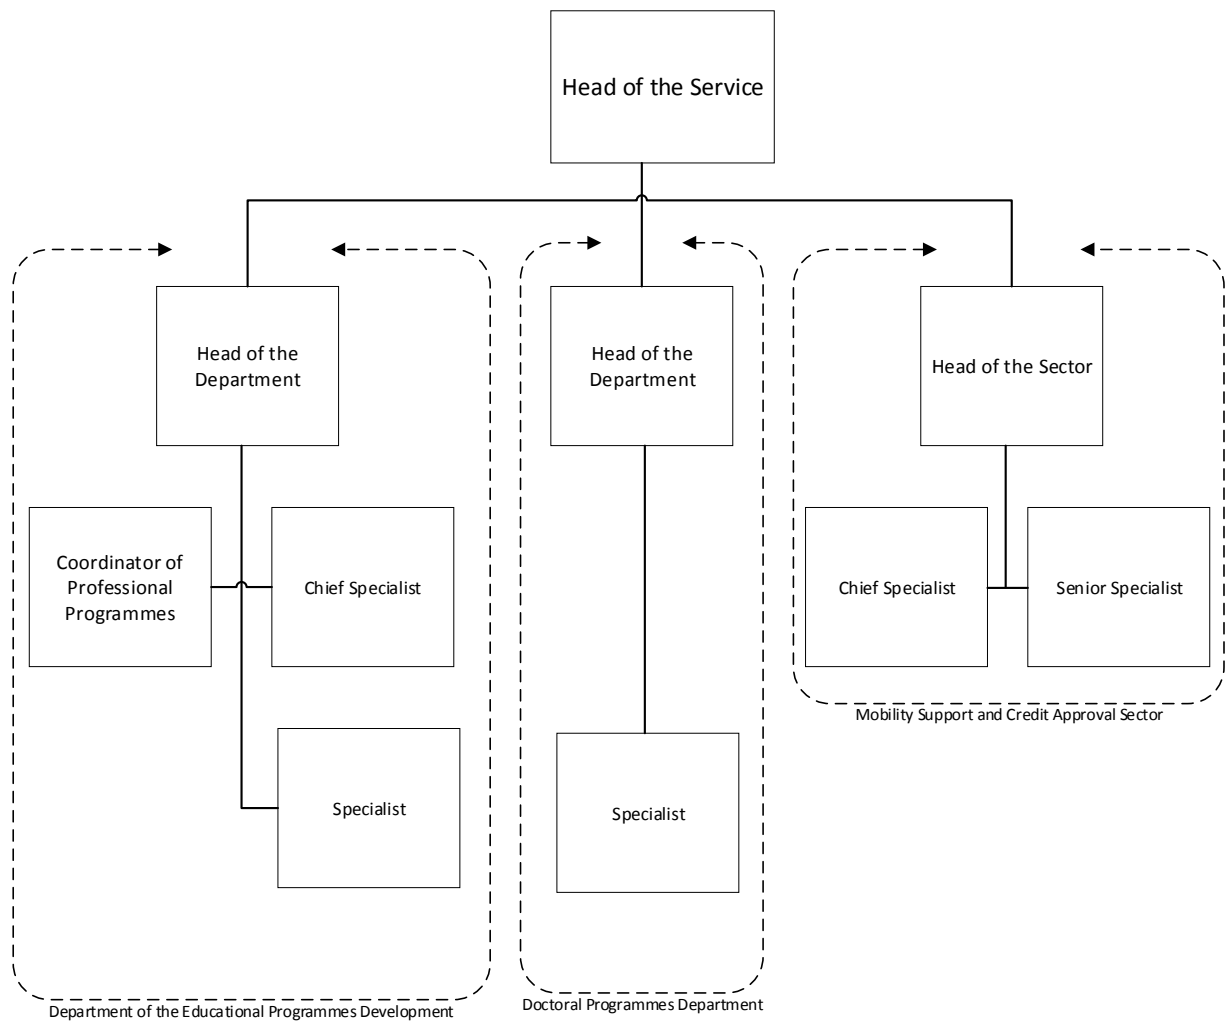 Head of the Service
Head of the
Department
Head of the
Department
Head of the Sector
Coordinator of
Professional
Programmes
Chief Specialist
Chief Specialist
Senior Specialist
Mobility Support and Credit Approval Sector
Specialist
Specialist
Department of the Educational Programmes Development
Doctoral Programmes Department